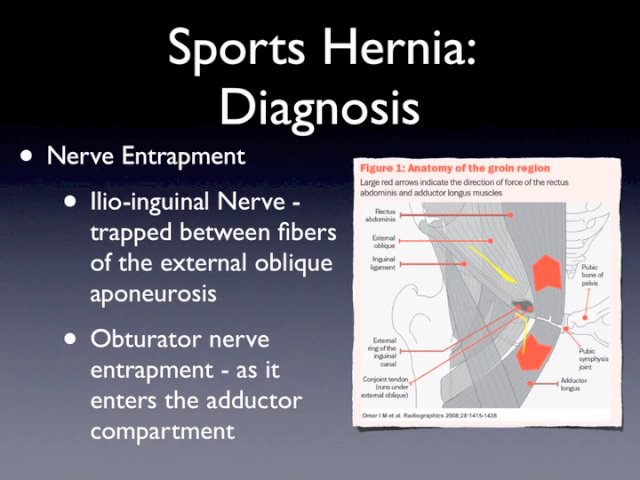 Sports Hernia:
Diagnosis
• Nerve Entrapment
• Ilio-inguinal Nerve -
trapped between fibers
of the external oblique
aponeurosis
• Obturator nerve
entrapment - as it
enters the adductor
compartment
Figure 1: Anatomy of the groin region
Large red arrows indicate the direction of force of the rectus
abdominis and adductor longus muscles
Rectus
abdominis
External
oblique
Inguinal
ligament
External
ring of the
inguinal
canal
Conjoint tendon
(runs under
external oblique)
Pubic
bone of
pelvis
Pubic
symphysis
joint
Adductor
longus
Omar I M et al. Radiographics 2008;28:1415-1438